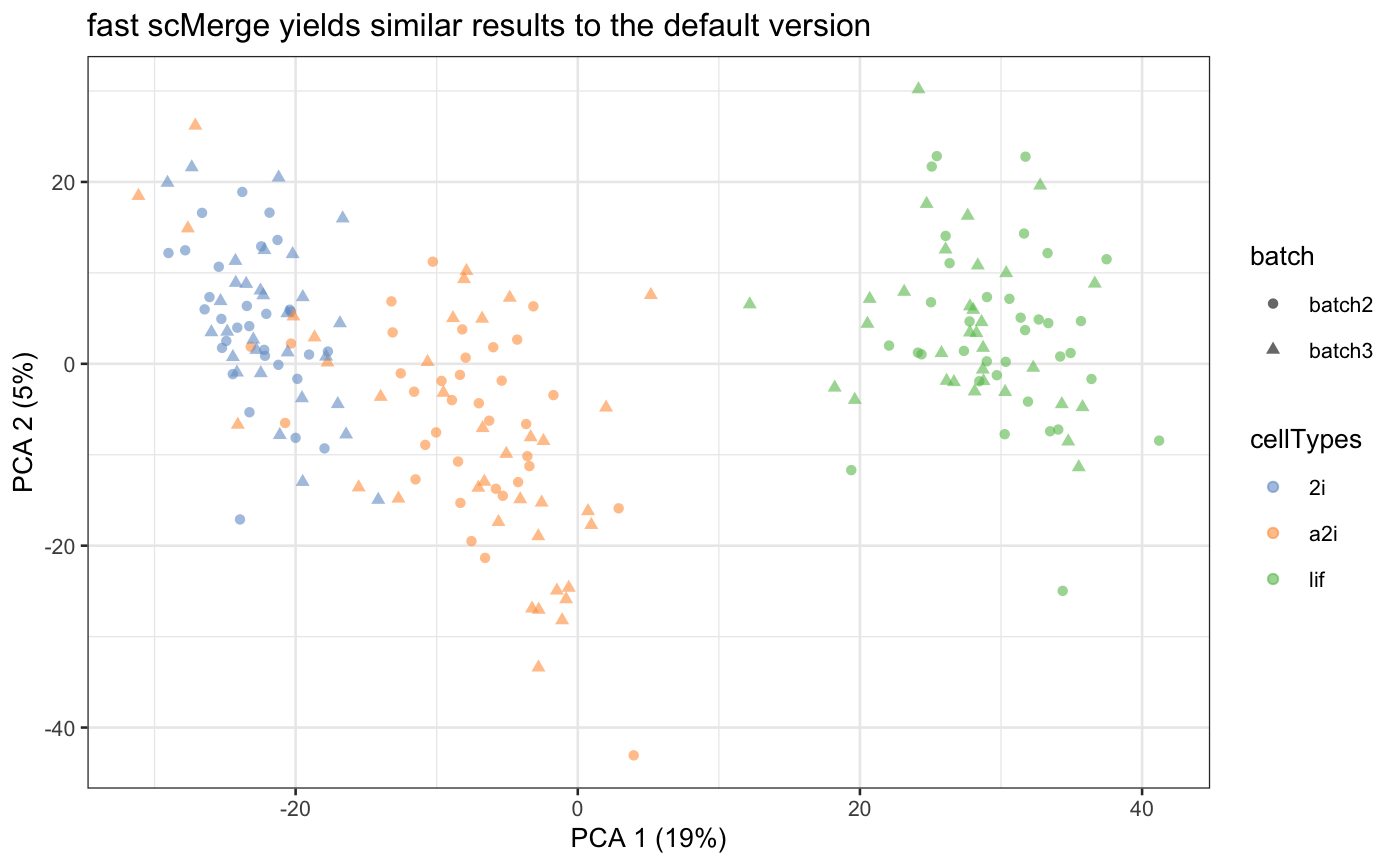 fast scMerge yields similar results to the default version
PCA 2 (5%)
20
0
-20
-40
-20
0
20
40
PCA 1 (19%)
batch
batch2
batch3
cellTypes
2i
a2i
lif